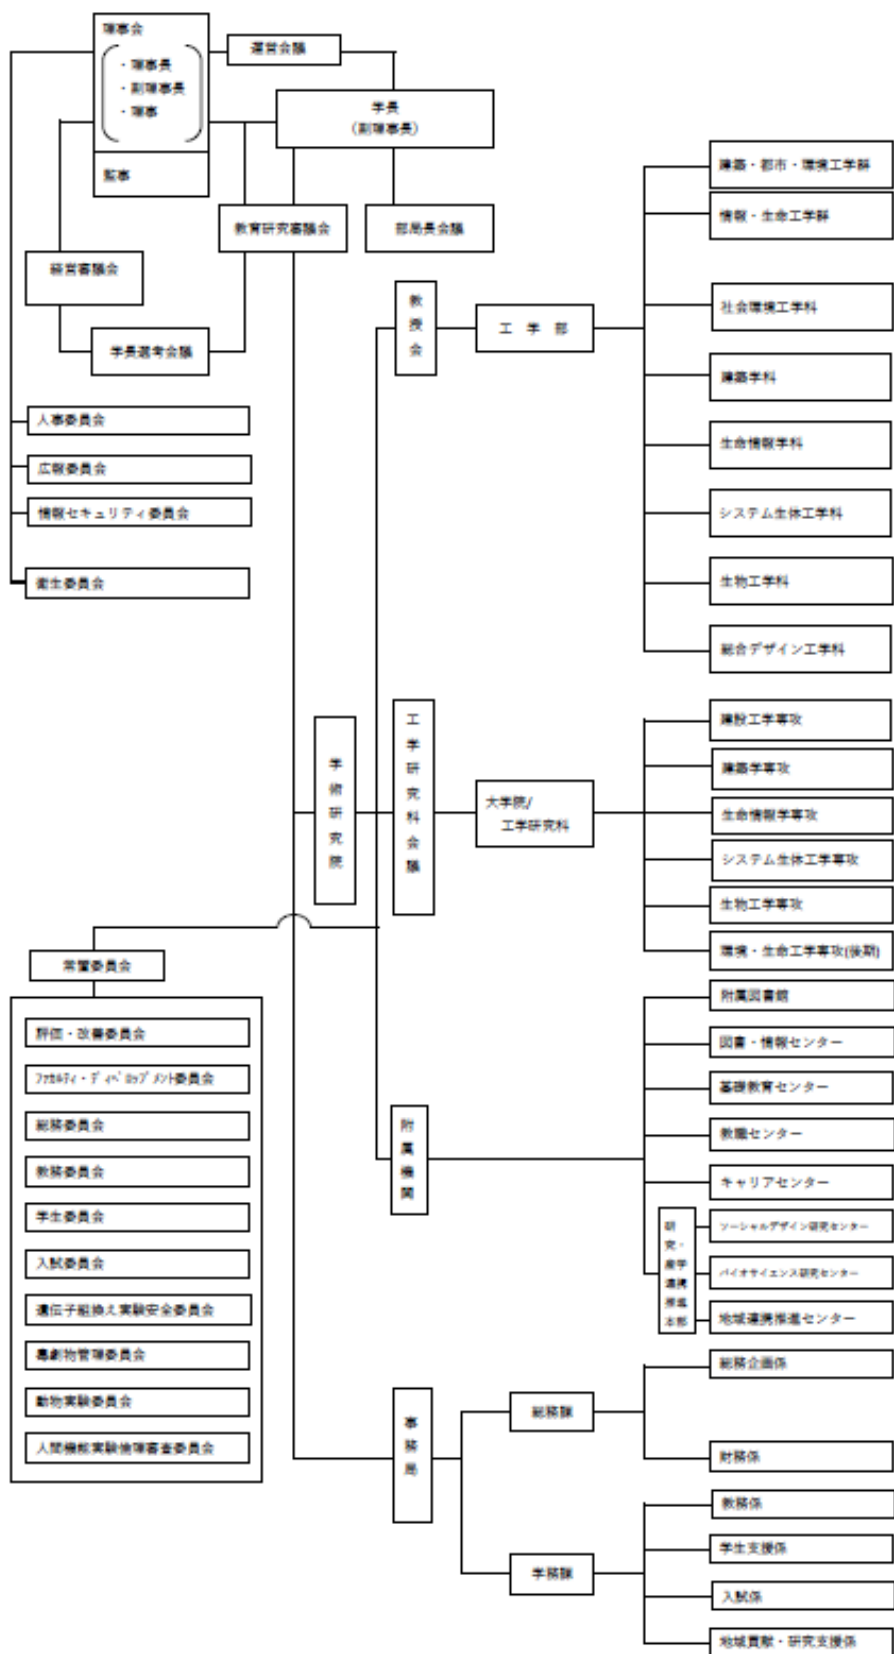 理事会
・理事長
・副理事長
・理事
監事
運営会議
学長
(副理事長)
教育研究審議会
部局長会議
経営審議会
学長選考会議
人事委員会
広報委員会
情報セキュリティ委員会
衛生委員会
教授会
工 学 部
建築・都市・環境工学群
情報・生命工学群
社会環境工学科
建築学科
生命情報学科
システム生体工学科
生物工学科
総合デザイン工学科
学術研究院
工学研究科会議
大学院/
工学研究科
建設工学専攻
建築学専攻
生命情報学専攻
システム生体工学専攻
生物工学専攻
環境・生命工学専攻(後期)
常置委員会
評価・改善委員会
ﾌｧｶﾙﾃｨ・ﾃﾞｨﾍﾞﾛｯﾌﾟﾒﾝﾄ委員会
総務委員会
教務委員会
学生委員会
入試委員会
遺伝子組換え実験安全委員会
毒劇物管理委員会
動物実験委員会
人間機能実験倫理審査委員会
附属機関
附属図書館
図書・情報センター
基礎教育センター
教職センター
キャリアセンター
研究・産学連携推進本部
ソーシャルデザイン研究センター
バイオサイエンス研究センター
地域連携推進センター
事務局
総務課
総務企画係
財務係
学務課
教務係
学生支援係
入試係
地域貢献・研究支援係